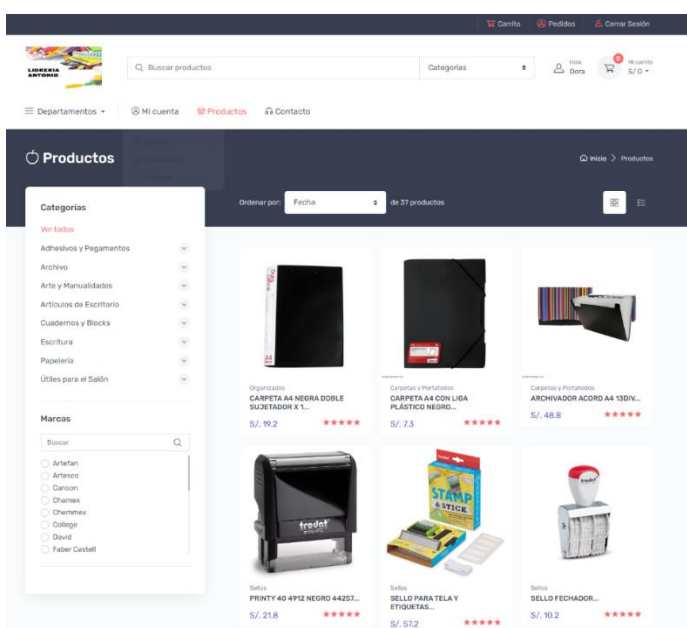 Carrito Pedidos Cerrar Sesión
LIBRERIA
ANTONIO
Buscar productos
Categorías
Hola
Dora
0
Mi carrito
S/ 0
Departamentos Mi cuenta Productos Contacto
Productos
Inicio > Productos
Categorías
Ver todos
Adhesivos y Pegamentos
Archivo
Arte y Manualidades
Artículos de Escritorio
Cuadernos y Blocks
Escritura
Papelería
Útiles para el Salón
Marcas
Buscar
Artefan
Artesco
Canson
Chamex
Chemmex
College
David
Faber Castell
Ordenar por: Fecha de 37 productos
Organizados
CARPETA A4 NEGRA DOBLE
SUJETADOR X 1...
S/. 19.2
Carpetas y Portatodos
CARPETA A4 CON LIGA
PLÁSTICO NEGRO...
S/. 7.3
Carpetas y Portatodos
ARCHIVADOR ACORD A4 13DIV...
S/. 48.8
trodat
Sellos
PRINTY 40 4912 NEGRO 44257...
S/. 21.8
trodat
STAMP
& STICK
Sellos
SELLO PARA TELA Y
ETIQUETAS...
S/. 57.2
trodat
Sellos
SELLO FECHADOR...
S/. 10.2